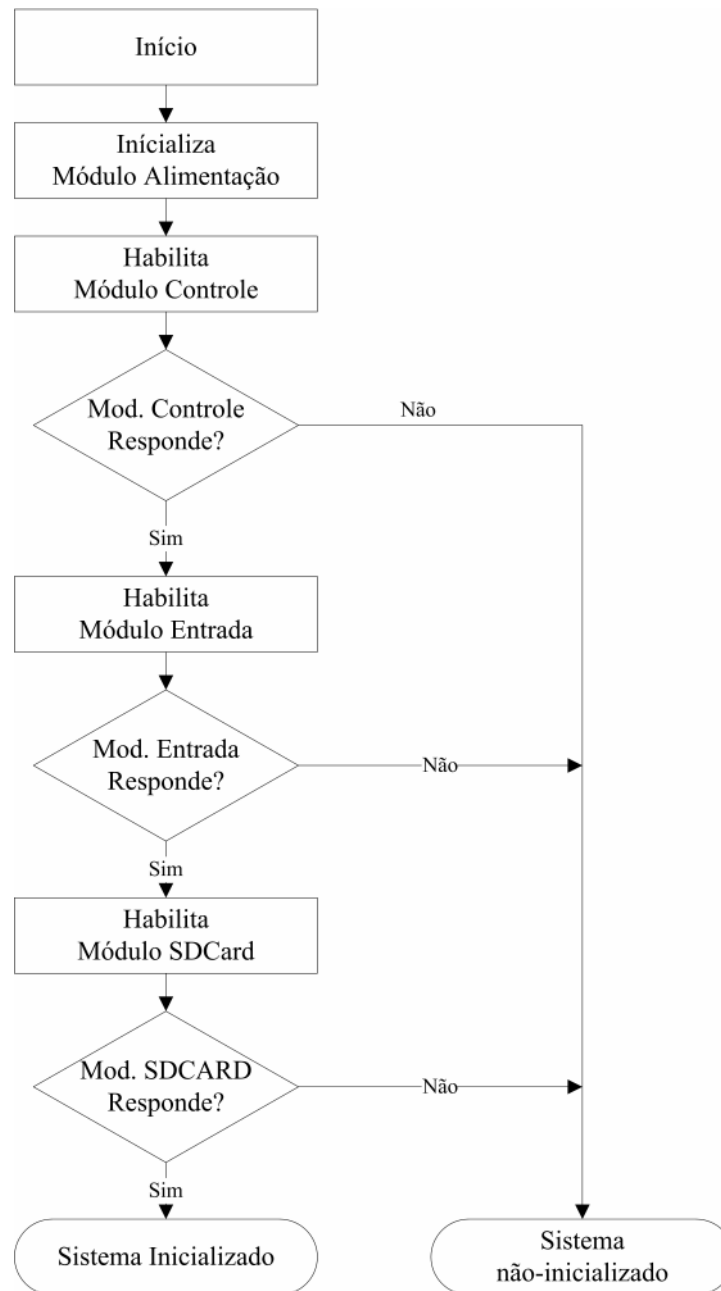 Início
Inícializa
Módulo Alimentação
Habilita
Módulo Controle
Mod. Controle
Responde?
Não
Sim
Habilita
Módulo Entrada
Mod. Entrada
Responde?
Não
Sim
Habilita
Módulo SDCard
Mod. SDCARD
Responde?
Não
Sim
Sistema Inicializado
Sistema
não-inicializado